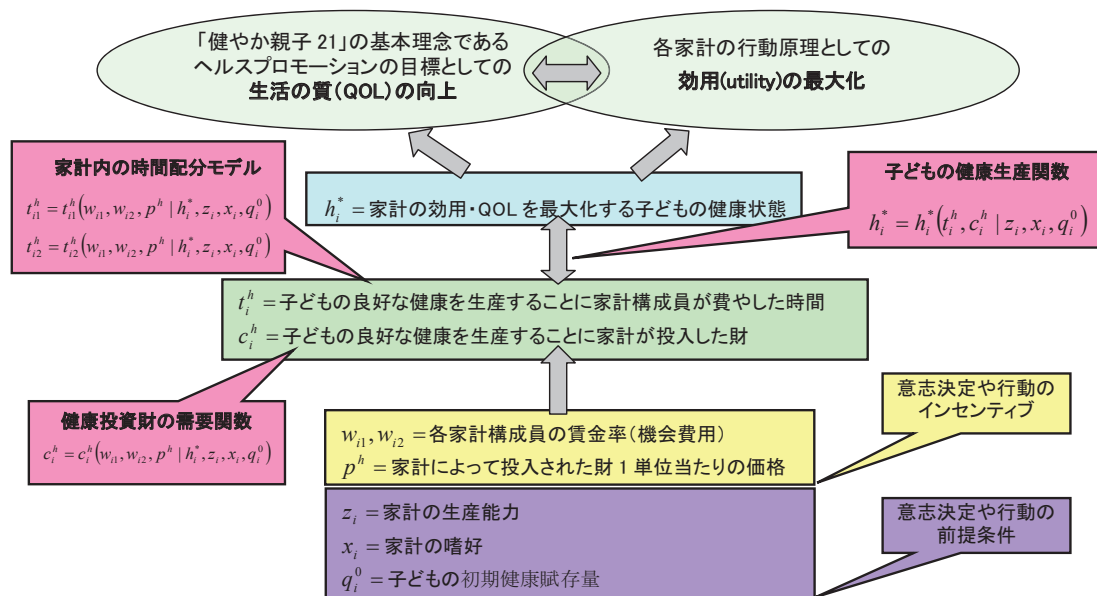 「健やか親子 21」の基本理念である
ヘルスプロモーションの目標としての
生活の質(QOL)の向上
各家計の行動原理としての
効用(utility)の最大化
家計内の時間配分モデル
t_{i1}^h = t_{i1}^h(w_{i1}, w_{i2}, p^h | h_i^*, z_i, x_i, q_i^0)
t_{i2}^h = t_{i2}^h(w_{i1}, w_{i2}, p^h | h_i^*, z_i, x_i, q_i^0)
h_i^* =家計の効用・QOLを最大化する子どもの健康状態
子どもの健康生産関数
h_i^* = h_i^*(t_i^h, c_i^h | z_i, x_i, q_i^0)
t_i^h =子どもの良好な健康を生産することに家計構成員が費やした時間
c_i^h =子どもの良好な健康を生産することに家計が投入した財
健康投資財の需要関数
c_i^h = c_i^h(w_{i1}, w_{i2}, p^h | h_i^*, z_i, x_i, q_i^0)
w_{i1}, w_{i2} =各家計構成員の賃金率(機会費用)
p^h =家計によって投入された財 1 単位当たりの価格
意志決定や行動の
インセンティブ
z_i =家計の生産能力
x_i =家計の嗜好
q_i^0 =子どもの初期健康賦存量
意志決定や行動の
前提条件